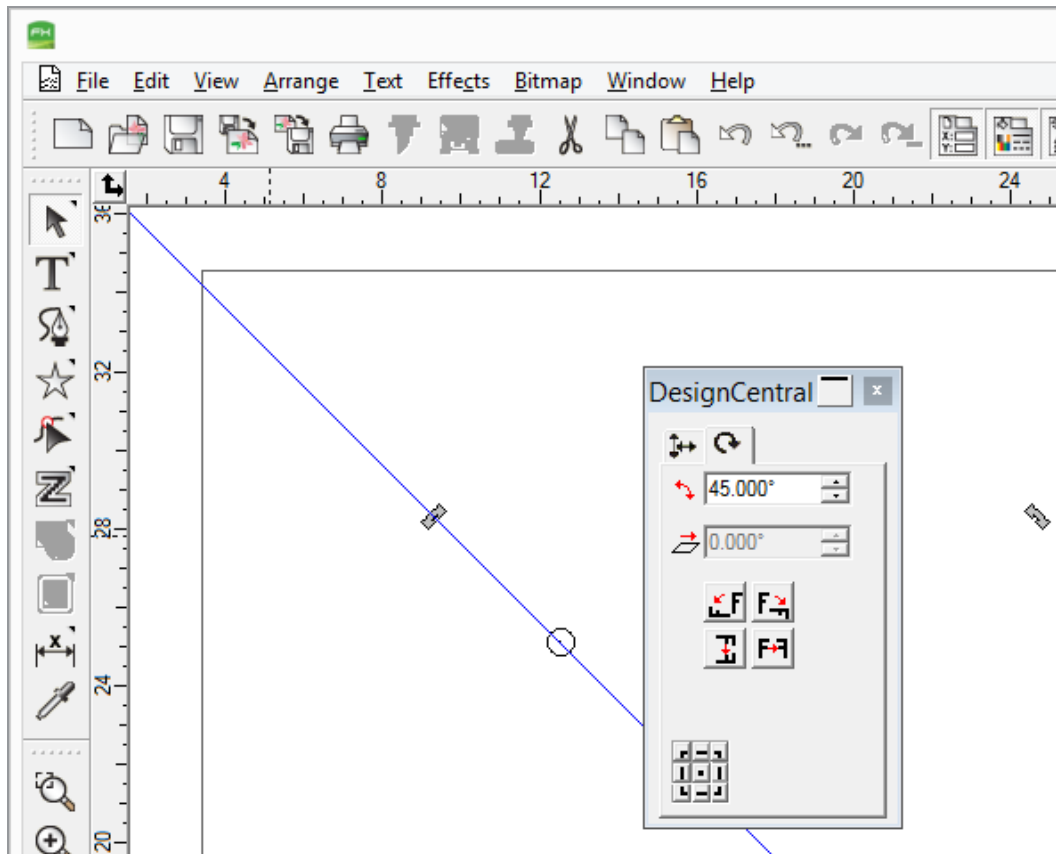 FH
File Edit View Arrange Text Effects Bitmap Window Help
4 8 12 16 20 24
36
32
28
24
20
DesignCentral x
45.000°
0.000°